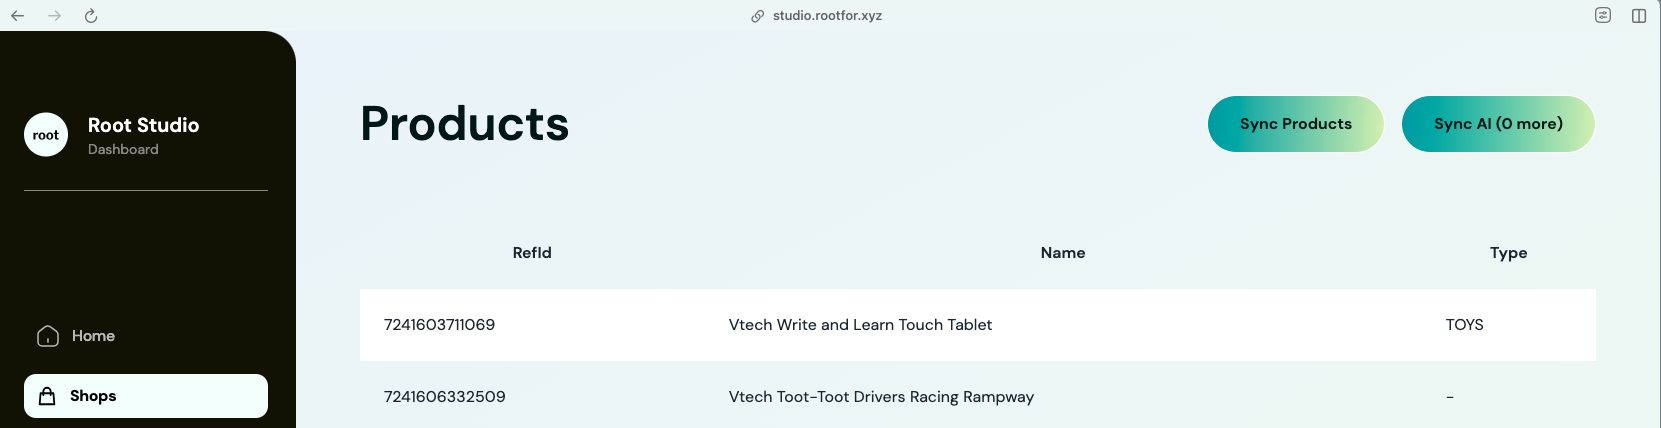 studio.rootfor.xyz
root
Root Studio
Dashboard
Home
Shops
Products
Sync Products
Sync AI (0 more)
RefId Name Type
7241603711069 Vtech Write and Learn Touch Tablet TOYS
7241606332509 Vtech Toot-Toot Drivers Racing Rampway -